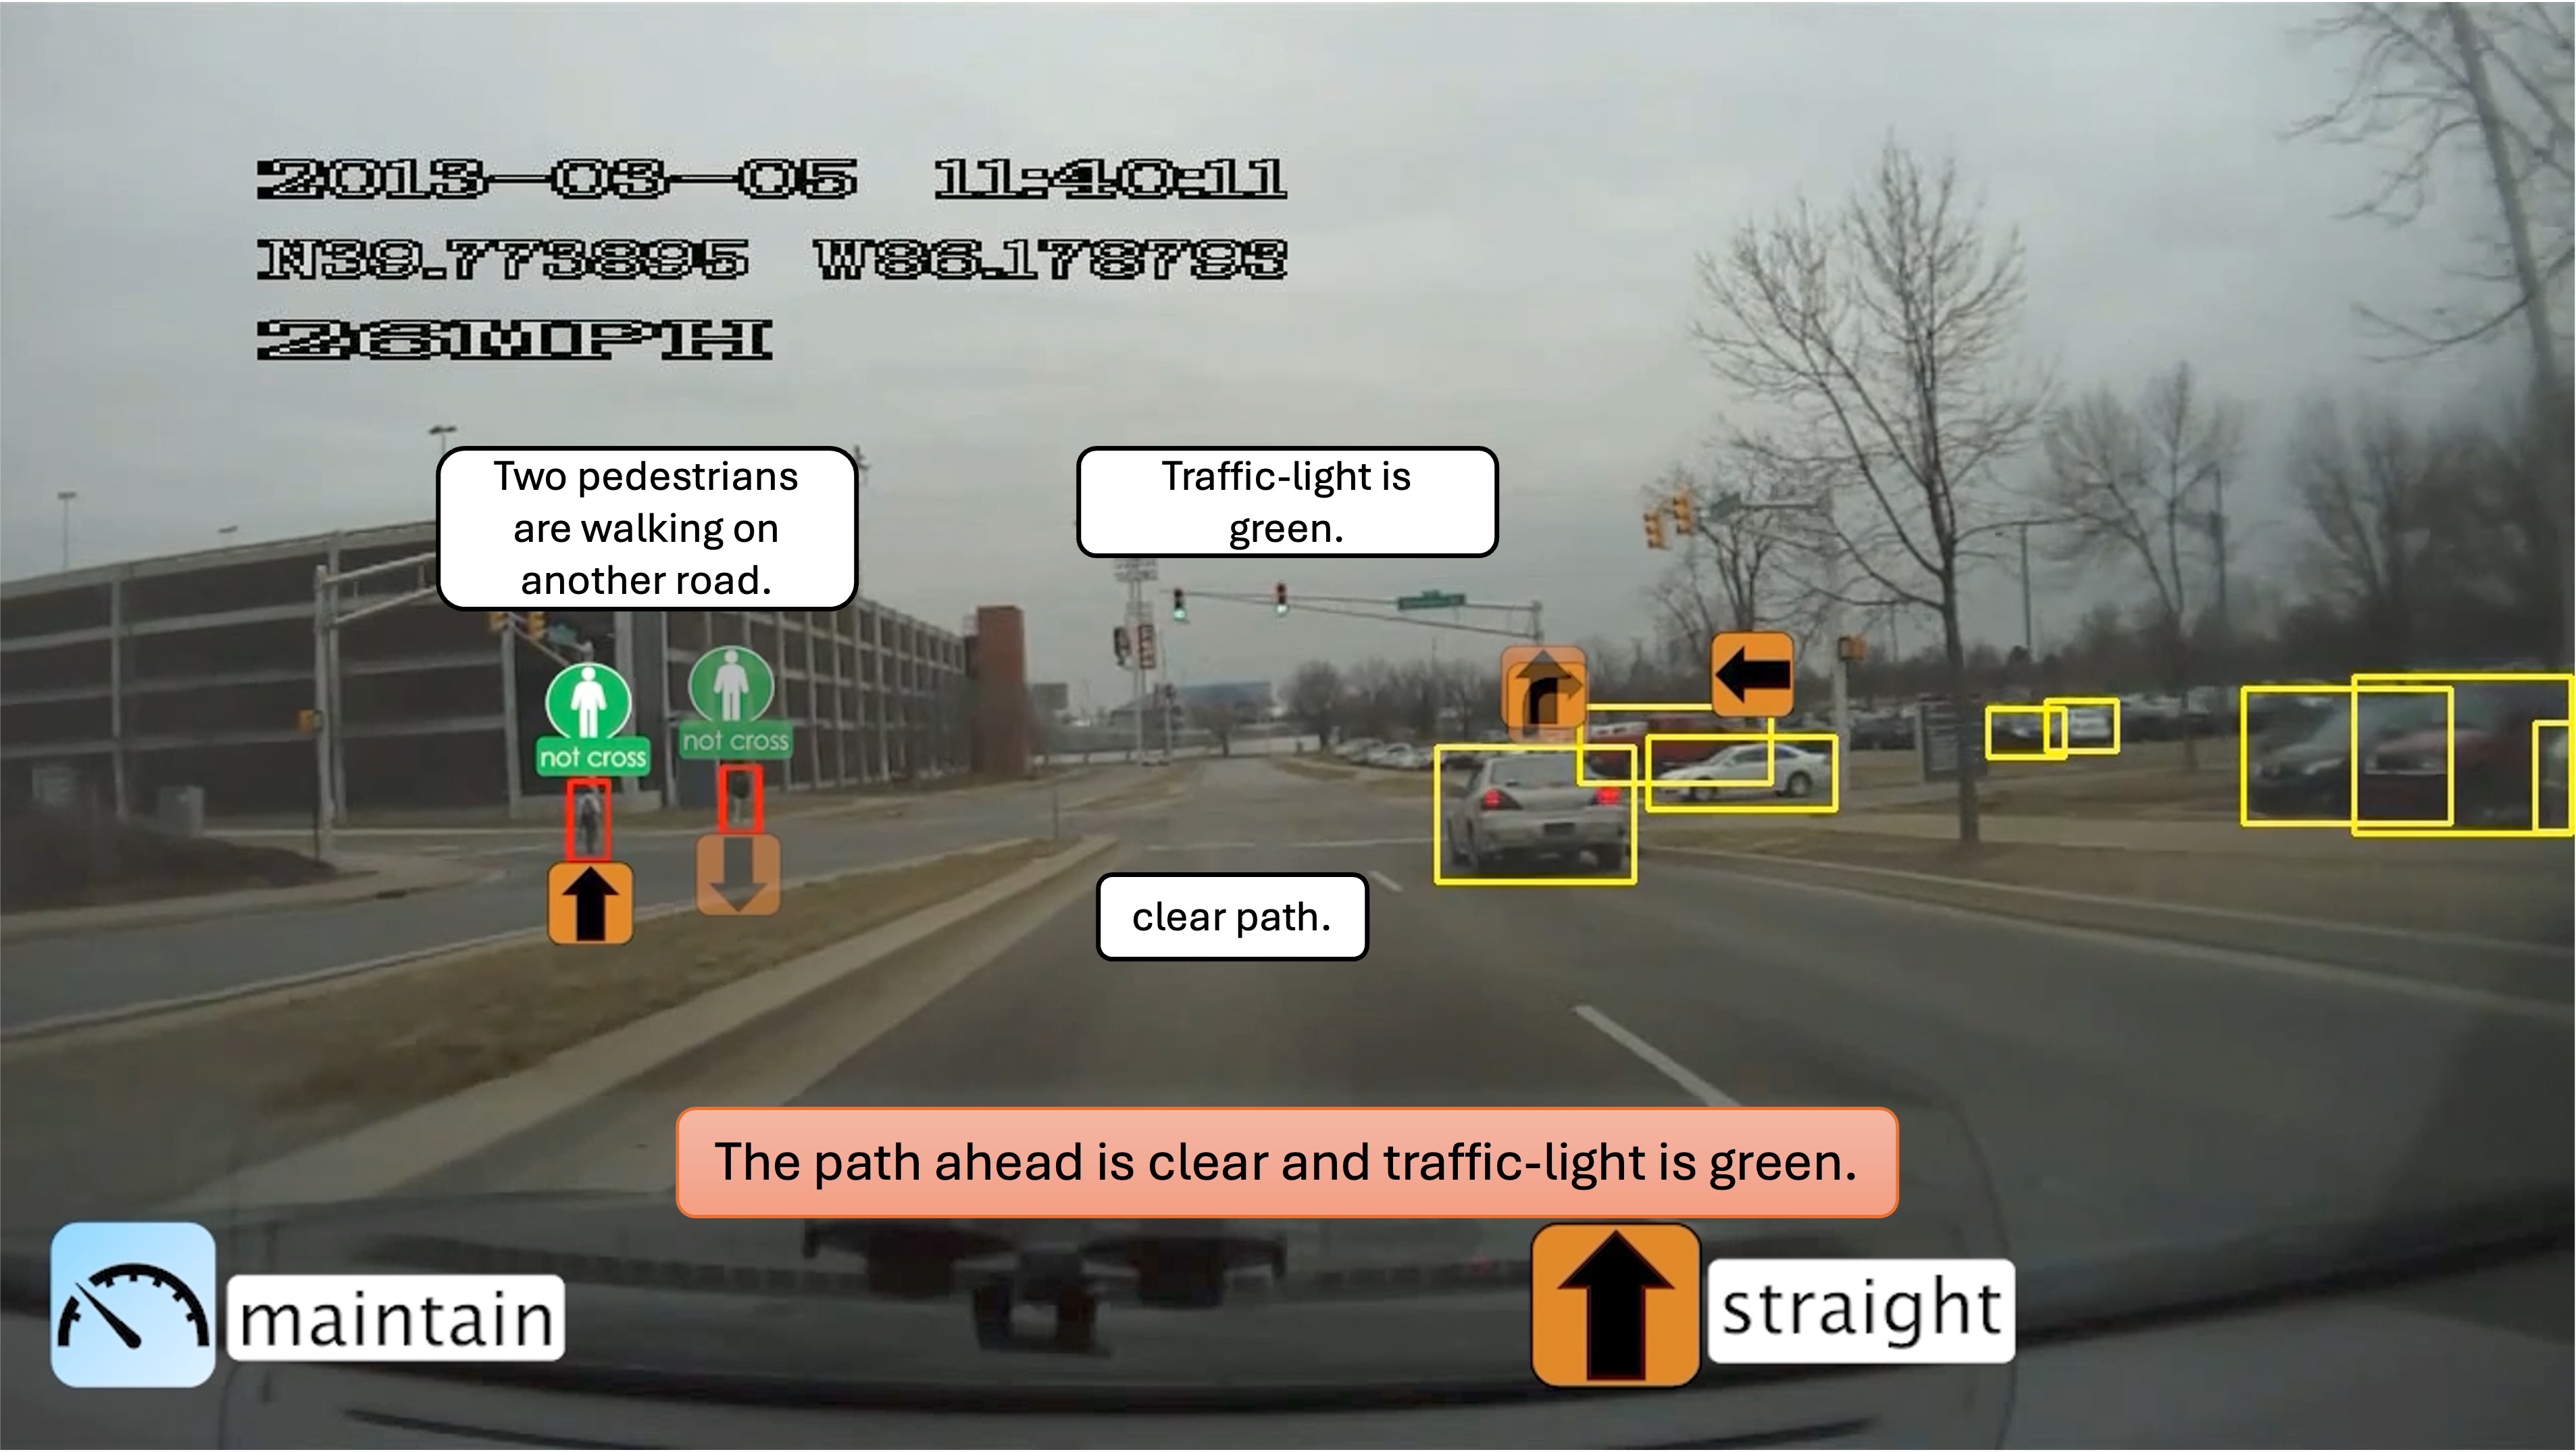 2013-03-05 11:40:11
N39.773895 W86.178793
26MPH
Two pedestrians
are walking on
another road.
Traffic-light is
green.
not cross
not cross
clear path.
The path ahead is clear and traffic-light is green.
maintain
straight